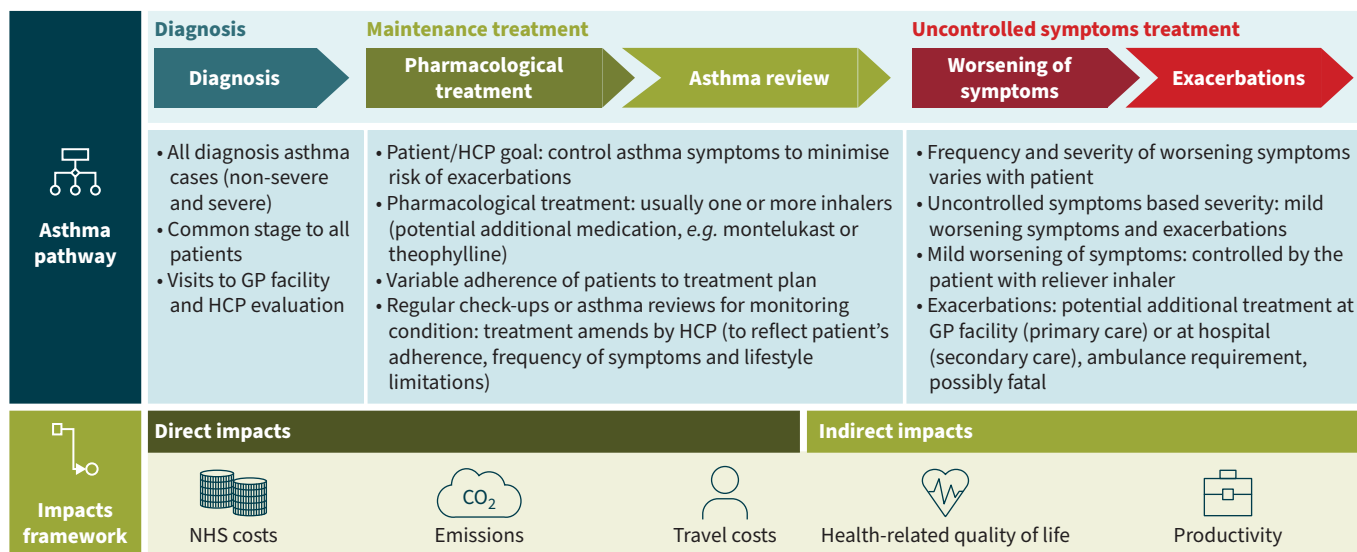 Diagnosis
Maintenance treatment
Uncontrolled symptoms treatment
Diagnosis
Pharmacological
treatment
Asthma review
Worsening of
symptoms
Exacerbations
Asthma
pathway
• All diagnosis asthma
cases (non-severe
and severe)
• Common stage to all
patients
• Visits to GP facility
and HCP evaluation
• Patient/HCP goal: control asthma symptoms to minimise
risk of exacerbations
• Pharmacological treatment: usually one or more inhalers
(potential additional medication, e.g. montelukast or
theophylline)
• Variable adherence of patients to treatment plan
• Regular check-ups or asthma reviews for monitoring
condition: treatment amends by HCP (to reflect patient’s
adherence, frequency of symptoms and lifestyle
limitations)
• Frequency and severity of worsening symptoms
varies with patient
• Uncontrolled symptoms based severity: mild
worsening symptoms and exacerbations
• Mild worsening of symptoms: controlled by the
patient with reliever inhaler
• Exacerbations: potential additional treatment at
GP facility (primary care) or at hospital
(secondary care), ambulance requirement,
possibly fatal
Impacts
framework
Direct impacts
Indirect impacts
CO₂
NHS costs
Emissions
Travel costs
Health-related quality of life
Productivity